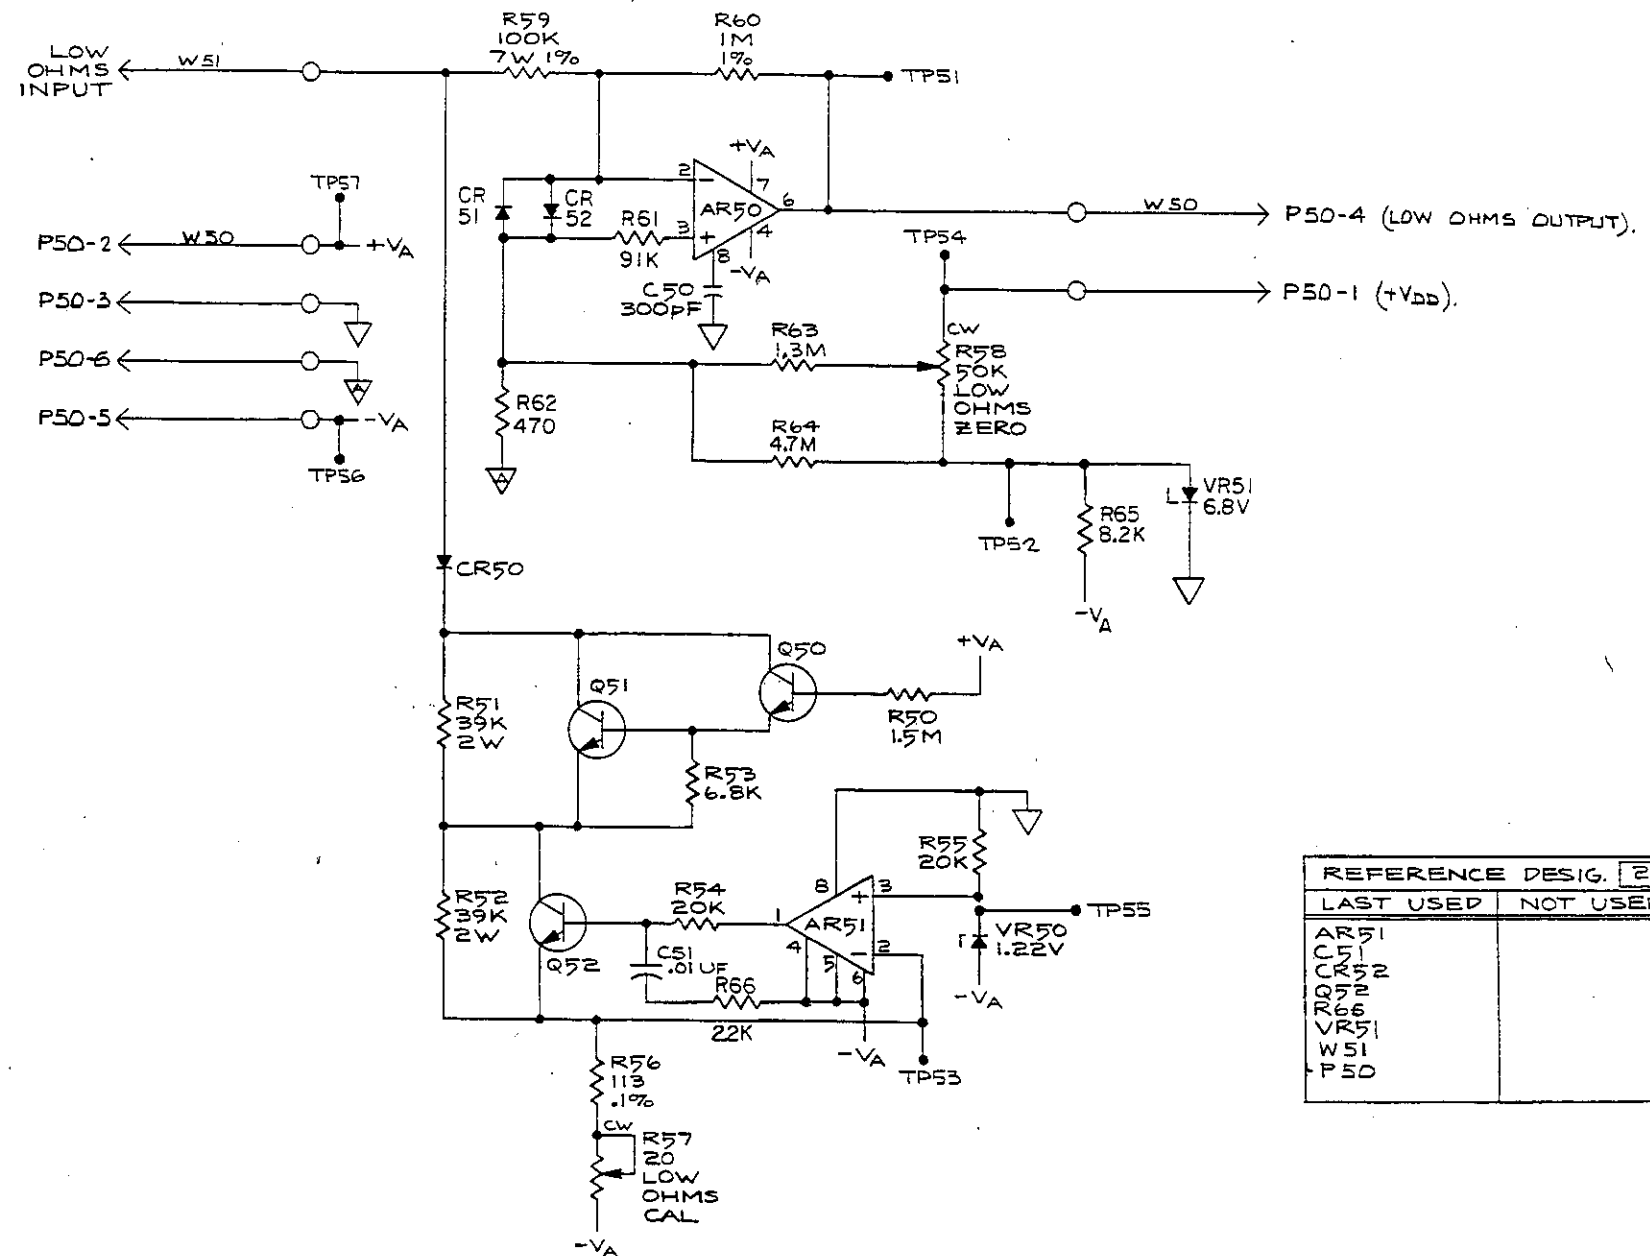 LOW
OHMS
INPUT
W51
R59
100K
7W 1%
R60
1M
1%
TP51
+VA
2
7
6
3
4
8
AR50
-VA
CR
51
CR
52
R61
91K
C50
300pF
W50
P50-4 (LOW OHMS OUTPUT).
TP54
P50-1 (+VDD).
TP57
P50-2
W50
+VA
P50-3
P50-6
A
P50-5
-VA
TP56
R62
470
A
R63
1.3M
CW
R58
50K
LOW
OHMS
ZERO
R64
4.7M
TP52
R65
8.2K
-VA
VR51
6.8V
CR50
Q50
+VA
R50
1.5M
Q51
R51
39K
2W
R53
6.8K
R55
20K
8
3
1
AR51
4
5
6
2
TP55
VR50
1.22V
-VA
R52
39K
2W
Q52
R54
20K
C51
.01UF
R66
22K
-VA
TP53
R56
113
.1%
CW
R57
20
LOW
OHMS
CAL
-VA
REFERENCE DESIG. 2
LAST USED
NOT USED
AR51
C51
CR52
Q52
R66
VR51
W51
P50